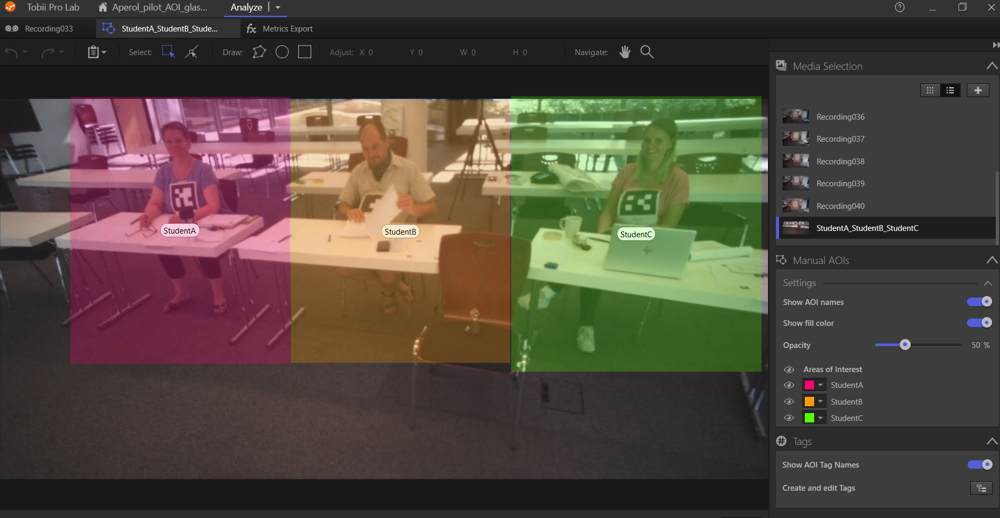 Tobii Pro Lab
Aperol_pilot_AOI_glas...
Analyze
Recording033
StudentA_StudentB_Stude...
fx Metrics Export
Select:
Draw:
Adjust: X 0 Y 0 W 0 H 0
Navigate:
StudentA
StudentB
StudentC
Media Selection
Recording036
Recording037
Recording038
Recording039
Recording040
StudentA_StudentB_StudentC
Manual AOIs
Settings
Show AOI names
Show fill color
Opacity 50 %
Areas of Interest
StudentA
StudentB
StudentC
Tags
Show AOI Tag Names
Create and edit Tags